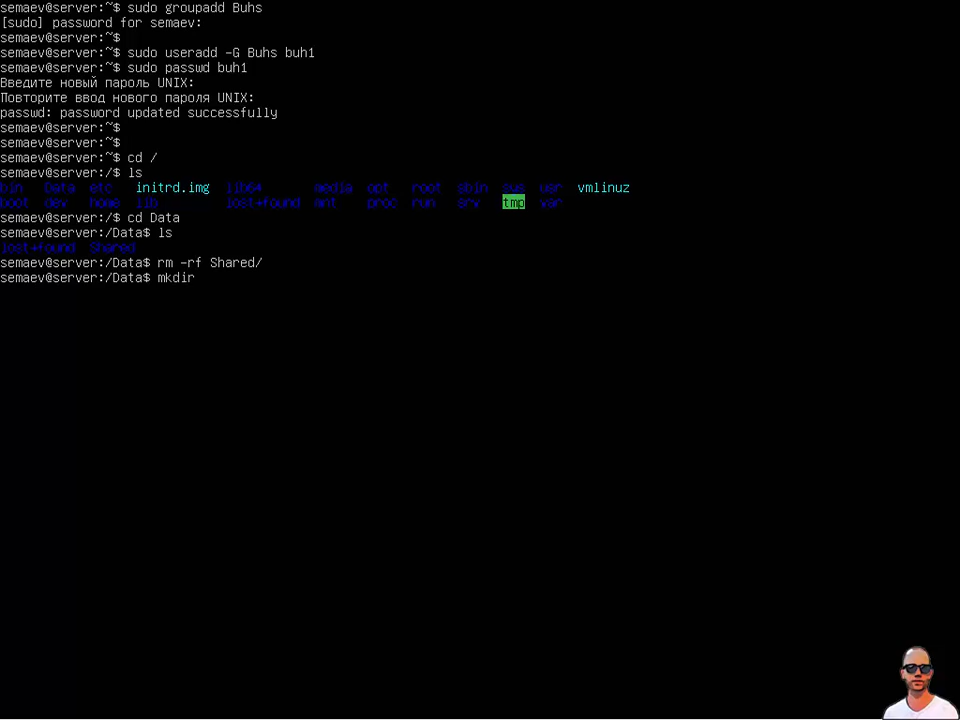 semaev@server:~$ sudo groupadd Buhs
[sudo] password for semaev:
semaev@server:~$
semaev@server:~$ sudo useradd -G Buhs buh1
semaev@server:~$ sudo passwd buh1
Введите новый пароль UNIX:
Повторите ввод нового пароля UNIX:
passwd: password updated successfully
semaev@server:~$
semaev@server:~$
semaev@server:~$ cd /
semaev@server:/$ ls
bin Data etc initrd.img lib64 media opt root sbin sys usr vmlinuz
boot dev home lib lost+found mnt proc run srv tmp var
semaev@server:/$ cd Data
semaev@server:/Data$ ls
lost+found Shared
semaev@server:/Data$ rm -rf Shared/
semaev@server:/Data$ mkdir